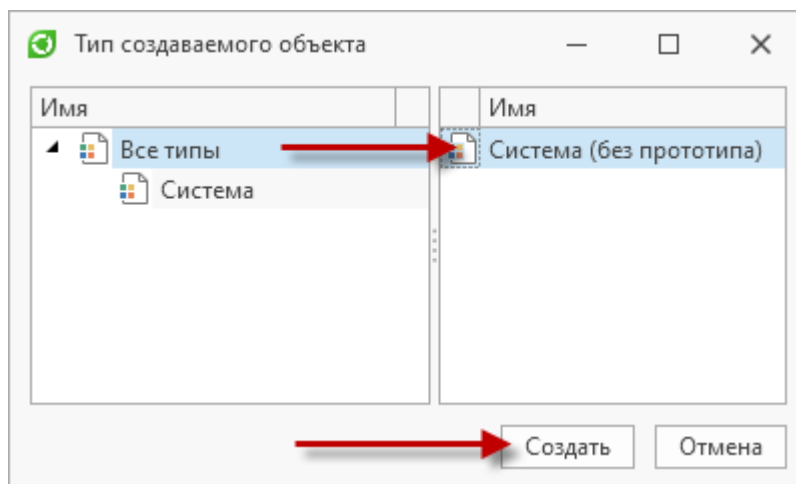 Тип создаваемого объекта
Имя
Имя
Все типы
Система (без прототипа)
Система
Создать
Отмена